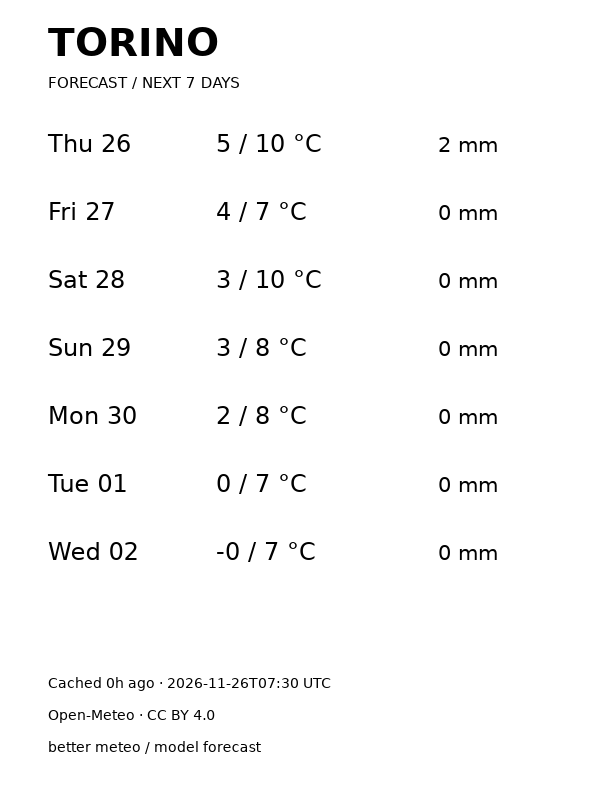 TORINO
FORECAST / NEXT 7 DAYS
Thu 26 5 / 10 °C 2 mm
Fri 27 4 / 7 °C 0 mm
Sat 28 3 / 10 °C 0 mm
Sun 29 3 / 8 °C 0 mm
Mon 30 2 / 8 °C 0 mm
Tue 01 0 / 7 °C 0 mm
Wed 02 -0 / 7 °C 0 mm
Cached 0h ago · 2026-11-26T07:30 UTC
Open-Meteo · CC BY 4.0
better meteo / model forecast